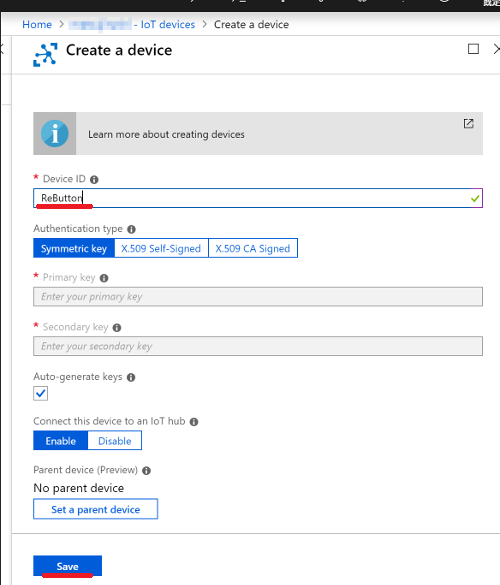 Home > - IoT devices > Create a device
Create a device
Learn more about creating devices
* Device ID
ReButton
Authentication type
Symmetric key X.509 Self-Signed X.509 CA Signed
* Primary key
Enter your primary key
* Secondary key
Enter your secondary key
Auto-generate keys
Connect this device to an IoT hub
Enable Disable
Parent device (Preview)
No parent device
Set a parent device
Save